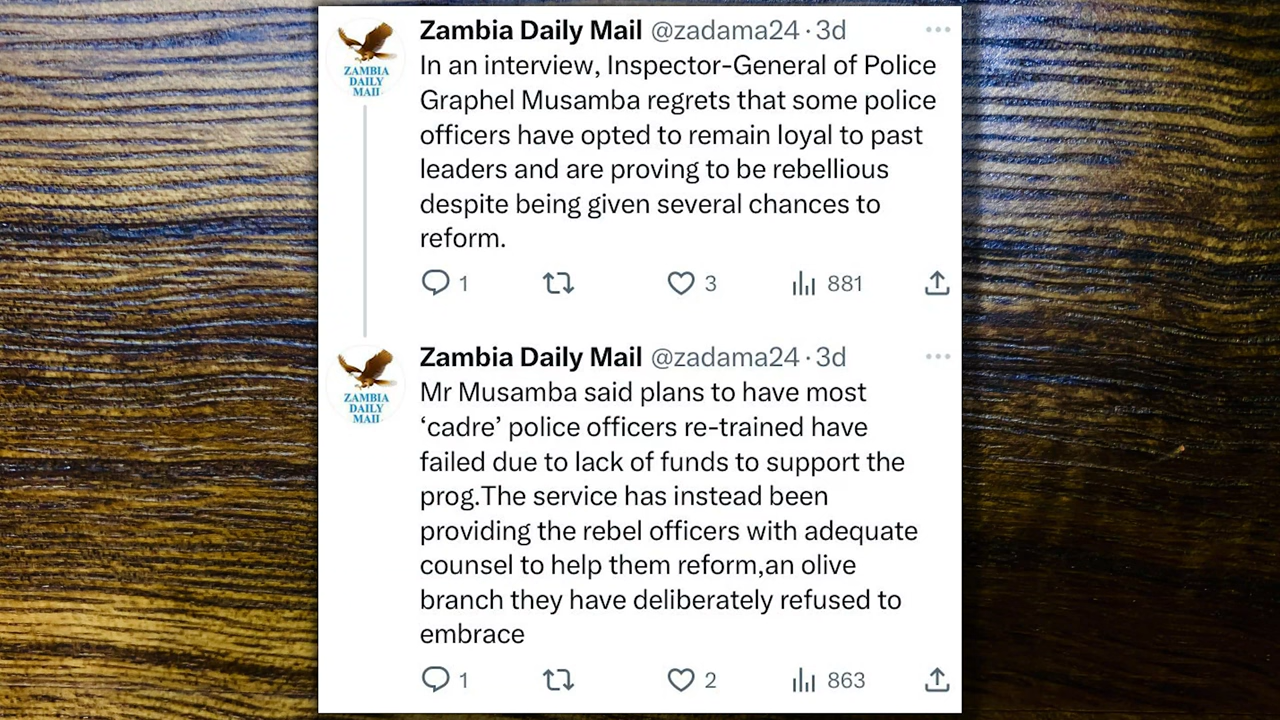 Zambia Daily Mail @zadama24 · 3d
ZAMBIA
DAILY
MAIL
In an interview, Inspector-General of Police
Graphel Musamba regrets that some police
officers have opted to remain loyal to past
leaders and are proving to be rebellious
despite being given several chances to
reform.
1 3 881
Zambia Daily Mail @zadama24 · 3d
ZAMBIA
DAILY
MAIL
Mr Musamba said plans to have most
‘cadre’ police officers re-trained have
failed due to lack of funds to support the
prog.The service has instead been
providing the rebel officers with adequate
counsel to help them reform,an olive
branch they have deliberately refused to
embrace
1 2 863